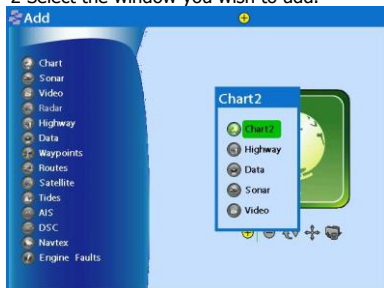 2 Select the window you wish to add.
Add
Chart
Sonar
Video
Radar
Highway
Data
Waypoints
Routes
Satellite
Tides
AIS
DSC
Navtex
Engine Faults
Chart2
Chart2
Highway
Data
Sonar
Video